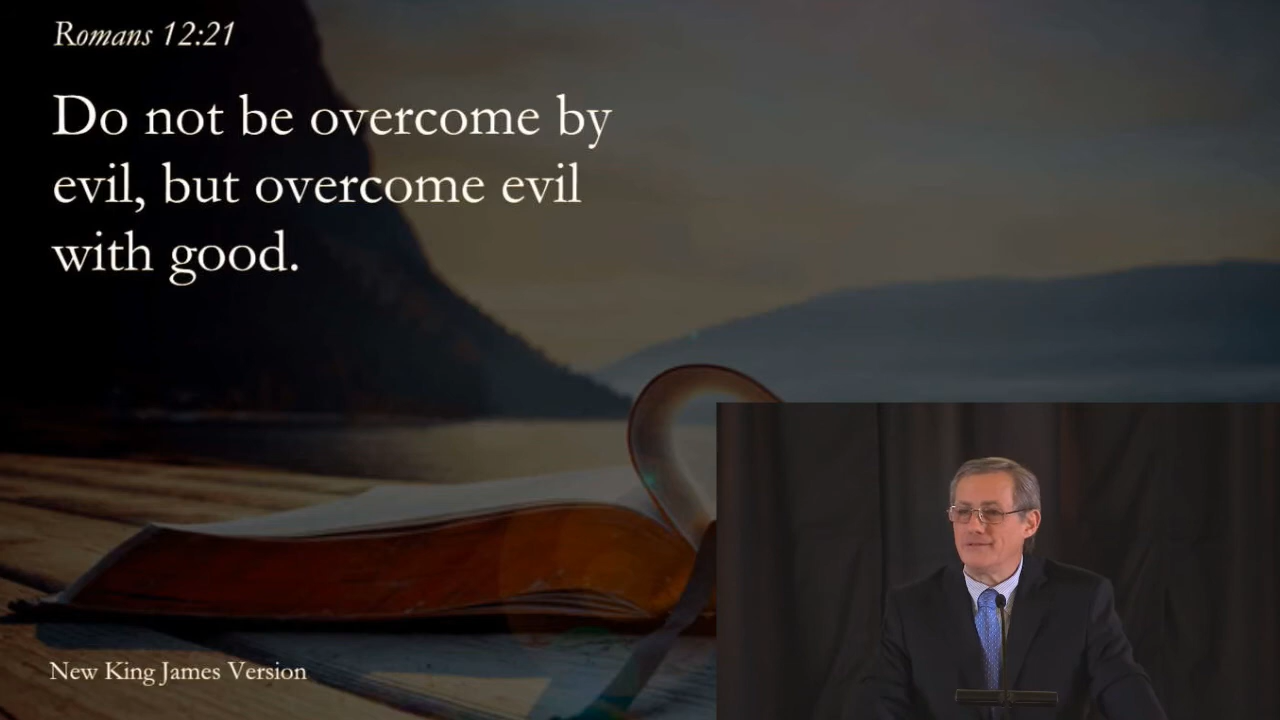 Romans 12:21
Do not be overcome by
evil, but overcome evil
with good.
New King James Version